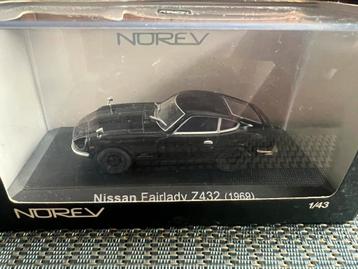 NOREV
Nissan Fairlady Z432 (1969)
NOREV
1/43